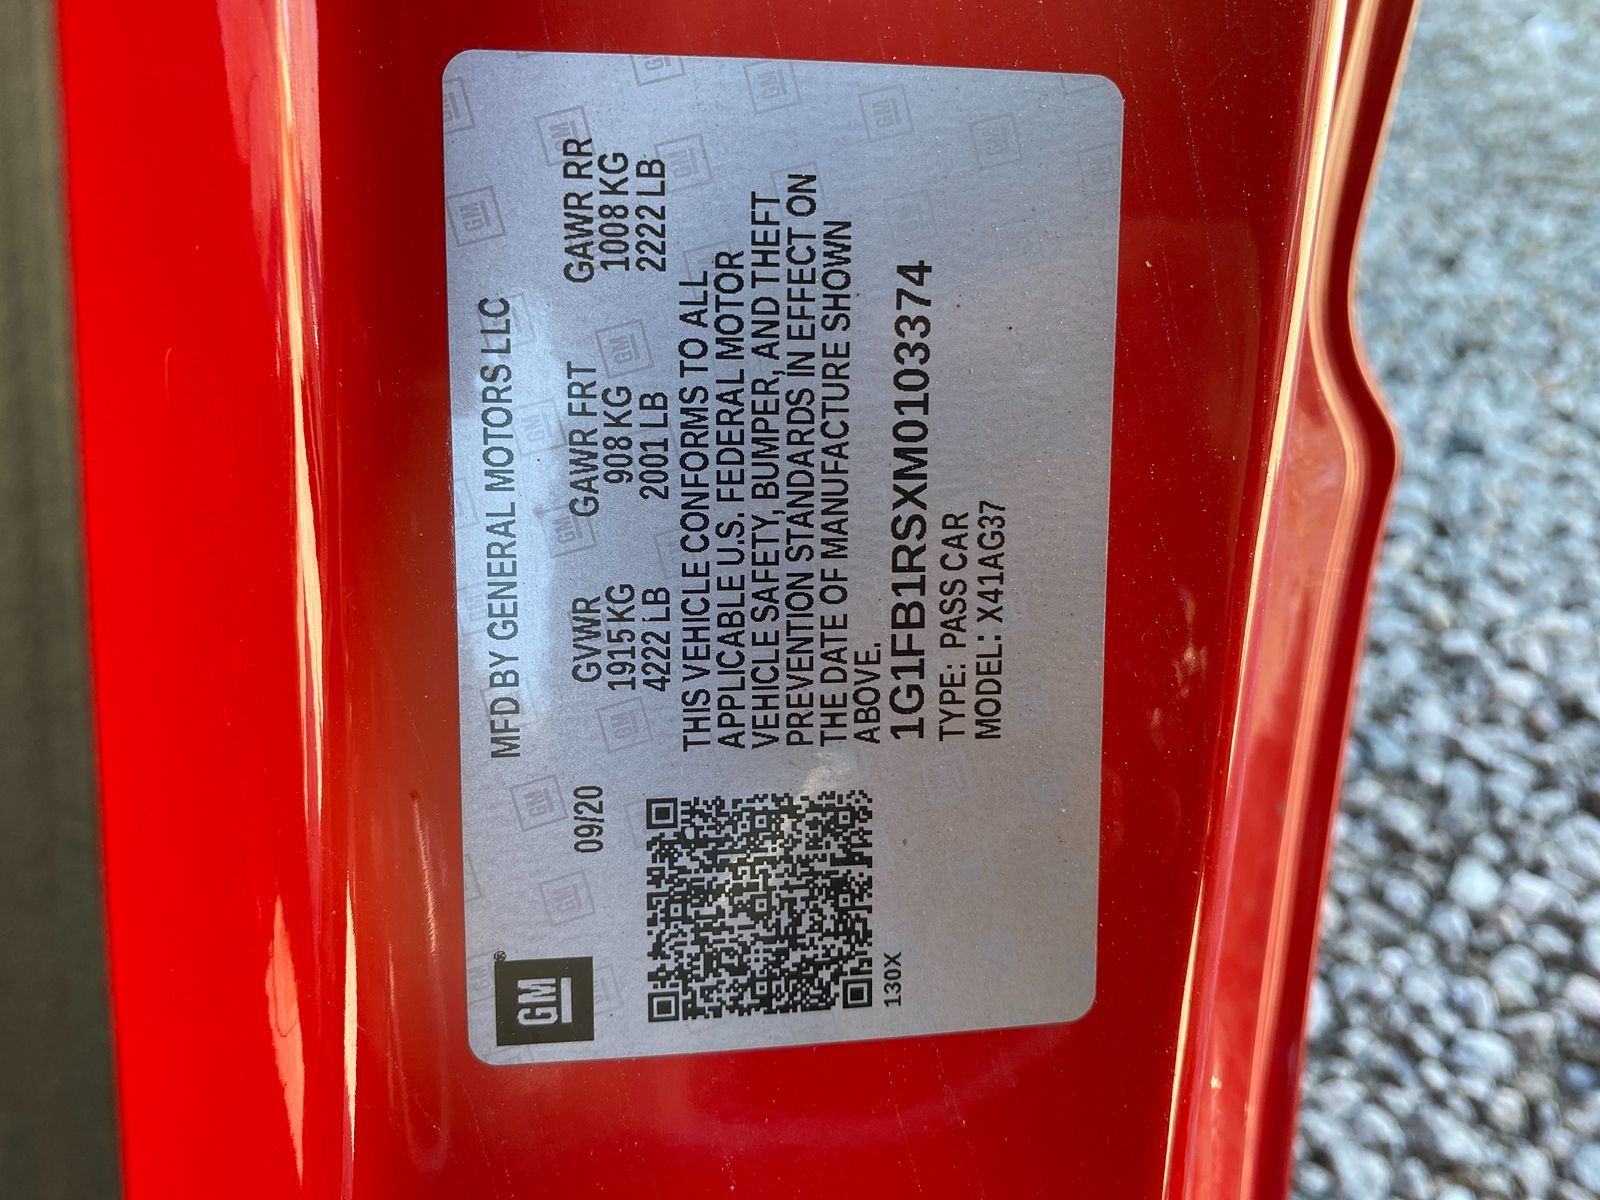 GM
MFD BY GENERAL MOTORS LLC
09/20
GVWR GAWR FRT GAWR RR
1915 KG 908 KG 1008 KG
4222 LB 2001 LB 2222 LB
THIS VEHICLE CONFORMS TO ALL
APPLICABLE U.S. FEDERAL MOTOR
VEHICLE SAFETY, BUMPER, AND THEFT
PREVENTION STANDARDS IN EFFECT ON
THE DATE OF MANUFACTURE SHOWN
ABOVE.
1G1FB1RSXM0103374
TYPE: PASS CAR
MODEL: X41AG37
130X